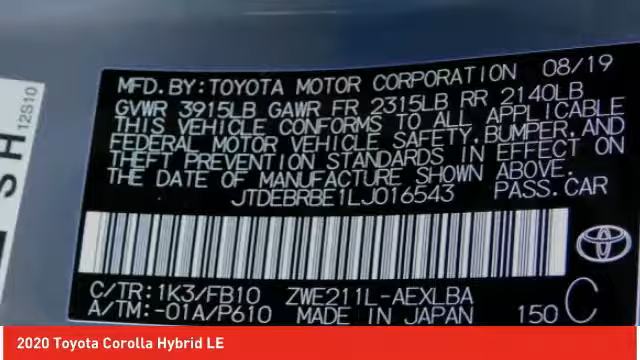 MFD.BY:TOYOTA MOTOR CORPORATION 08/19
GVWR 3915LB GAWR FR 2315LB RR 2140LB
THIS VEHICLE CONFORMS TO ALL APPLICABLE
FEDERAL MOTOR VEHICLE SAFETY,BUMPER,AND
THEFT PREVENTION STANDARDS IN EFFECT ON
THE DATE OF MANUFACTURE SHOWN ABOVE.
JTDEBRBE1LJ016543 PASS.CAR
C/TR:1K3/FB10 ZWE211L-AEXLBA C
A/TM:-01A/P610 MADE IN JAPAN 150
SH
12S10
2020 Toyota Corolla Hybrid LE